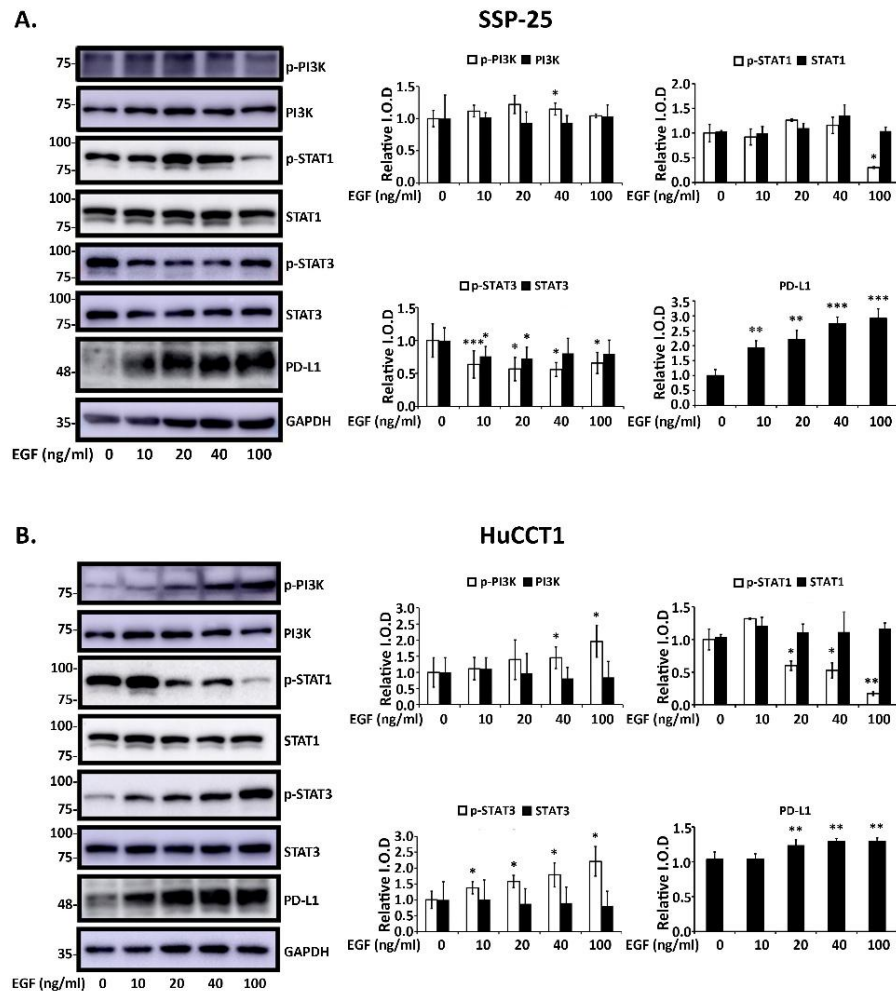 A.
SSP-25
75-
p-PI3K
75-
PI3K
100-
75-
p-STAT1
100-
75-
STAT1
100-
75-
p-STAT3
100-
75-
STAT3
48-
PD-L1
35-
GAPDH
EGF (ng/ml) 0 10 20 40 100
p-PI3K PI3K
Relative I.O.D
1.5
1.0
0.5
0.0
*
EGF (ng/ml) 0 10 20 40 100
p-STAT1 STAT1
Relative I.O.D
2.0
1.5
1.0
0.5
0.0
*
EGF (ng/ml) 0 10 20 40 100
p-STAT3 STAT3
Relative I.O.D
1.5
1.0
0.5
0.0
*** * * * * *
EGF (ng/ml) 0 10 20 40 100
PD-L1
Relative I.O.D
3.5
3.0
2.5
2.0
1.5
1.0
0.5
0.0
** ** *** ***
EGF (ng/ml) 0 10 20 40 100
B.
HuCCT1
75-
p-PI3K
75-
PI3K
100-
75-
p-STAT1
100-
75-
STAT1
100-
75-
p-STAT3
100-
75-
STAT3
48-
PD-L1
35-
GAPDH
EGF (ng/ml) 0 10 20 40 100
p-PI3K PI3K
Relative I.O.D
3.0
2.5
2.0
1.5
1.0
0.5
0.0
* *
EGF (ng/ml) 0 10 20 40 100
p-STAT1 STAT1
Relative I.O.D
1.5
1.0
0.5
0
* * **
EGF (ng/ml) 0 10 20 40 100
p-STAT3 STAT3
Relative I.O.D
3.0
2.5
2.0
1.5
1.0
0.5
0.0
* * * *
EGF (ng/ml) 0 10 20 40 100
PD-L1
Relative I.O.D
1.5
1.0
0.5
0.0
** ** **
EGF (ng/ml) 0 10 20 40 100